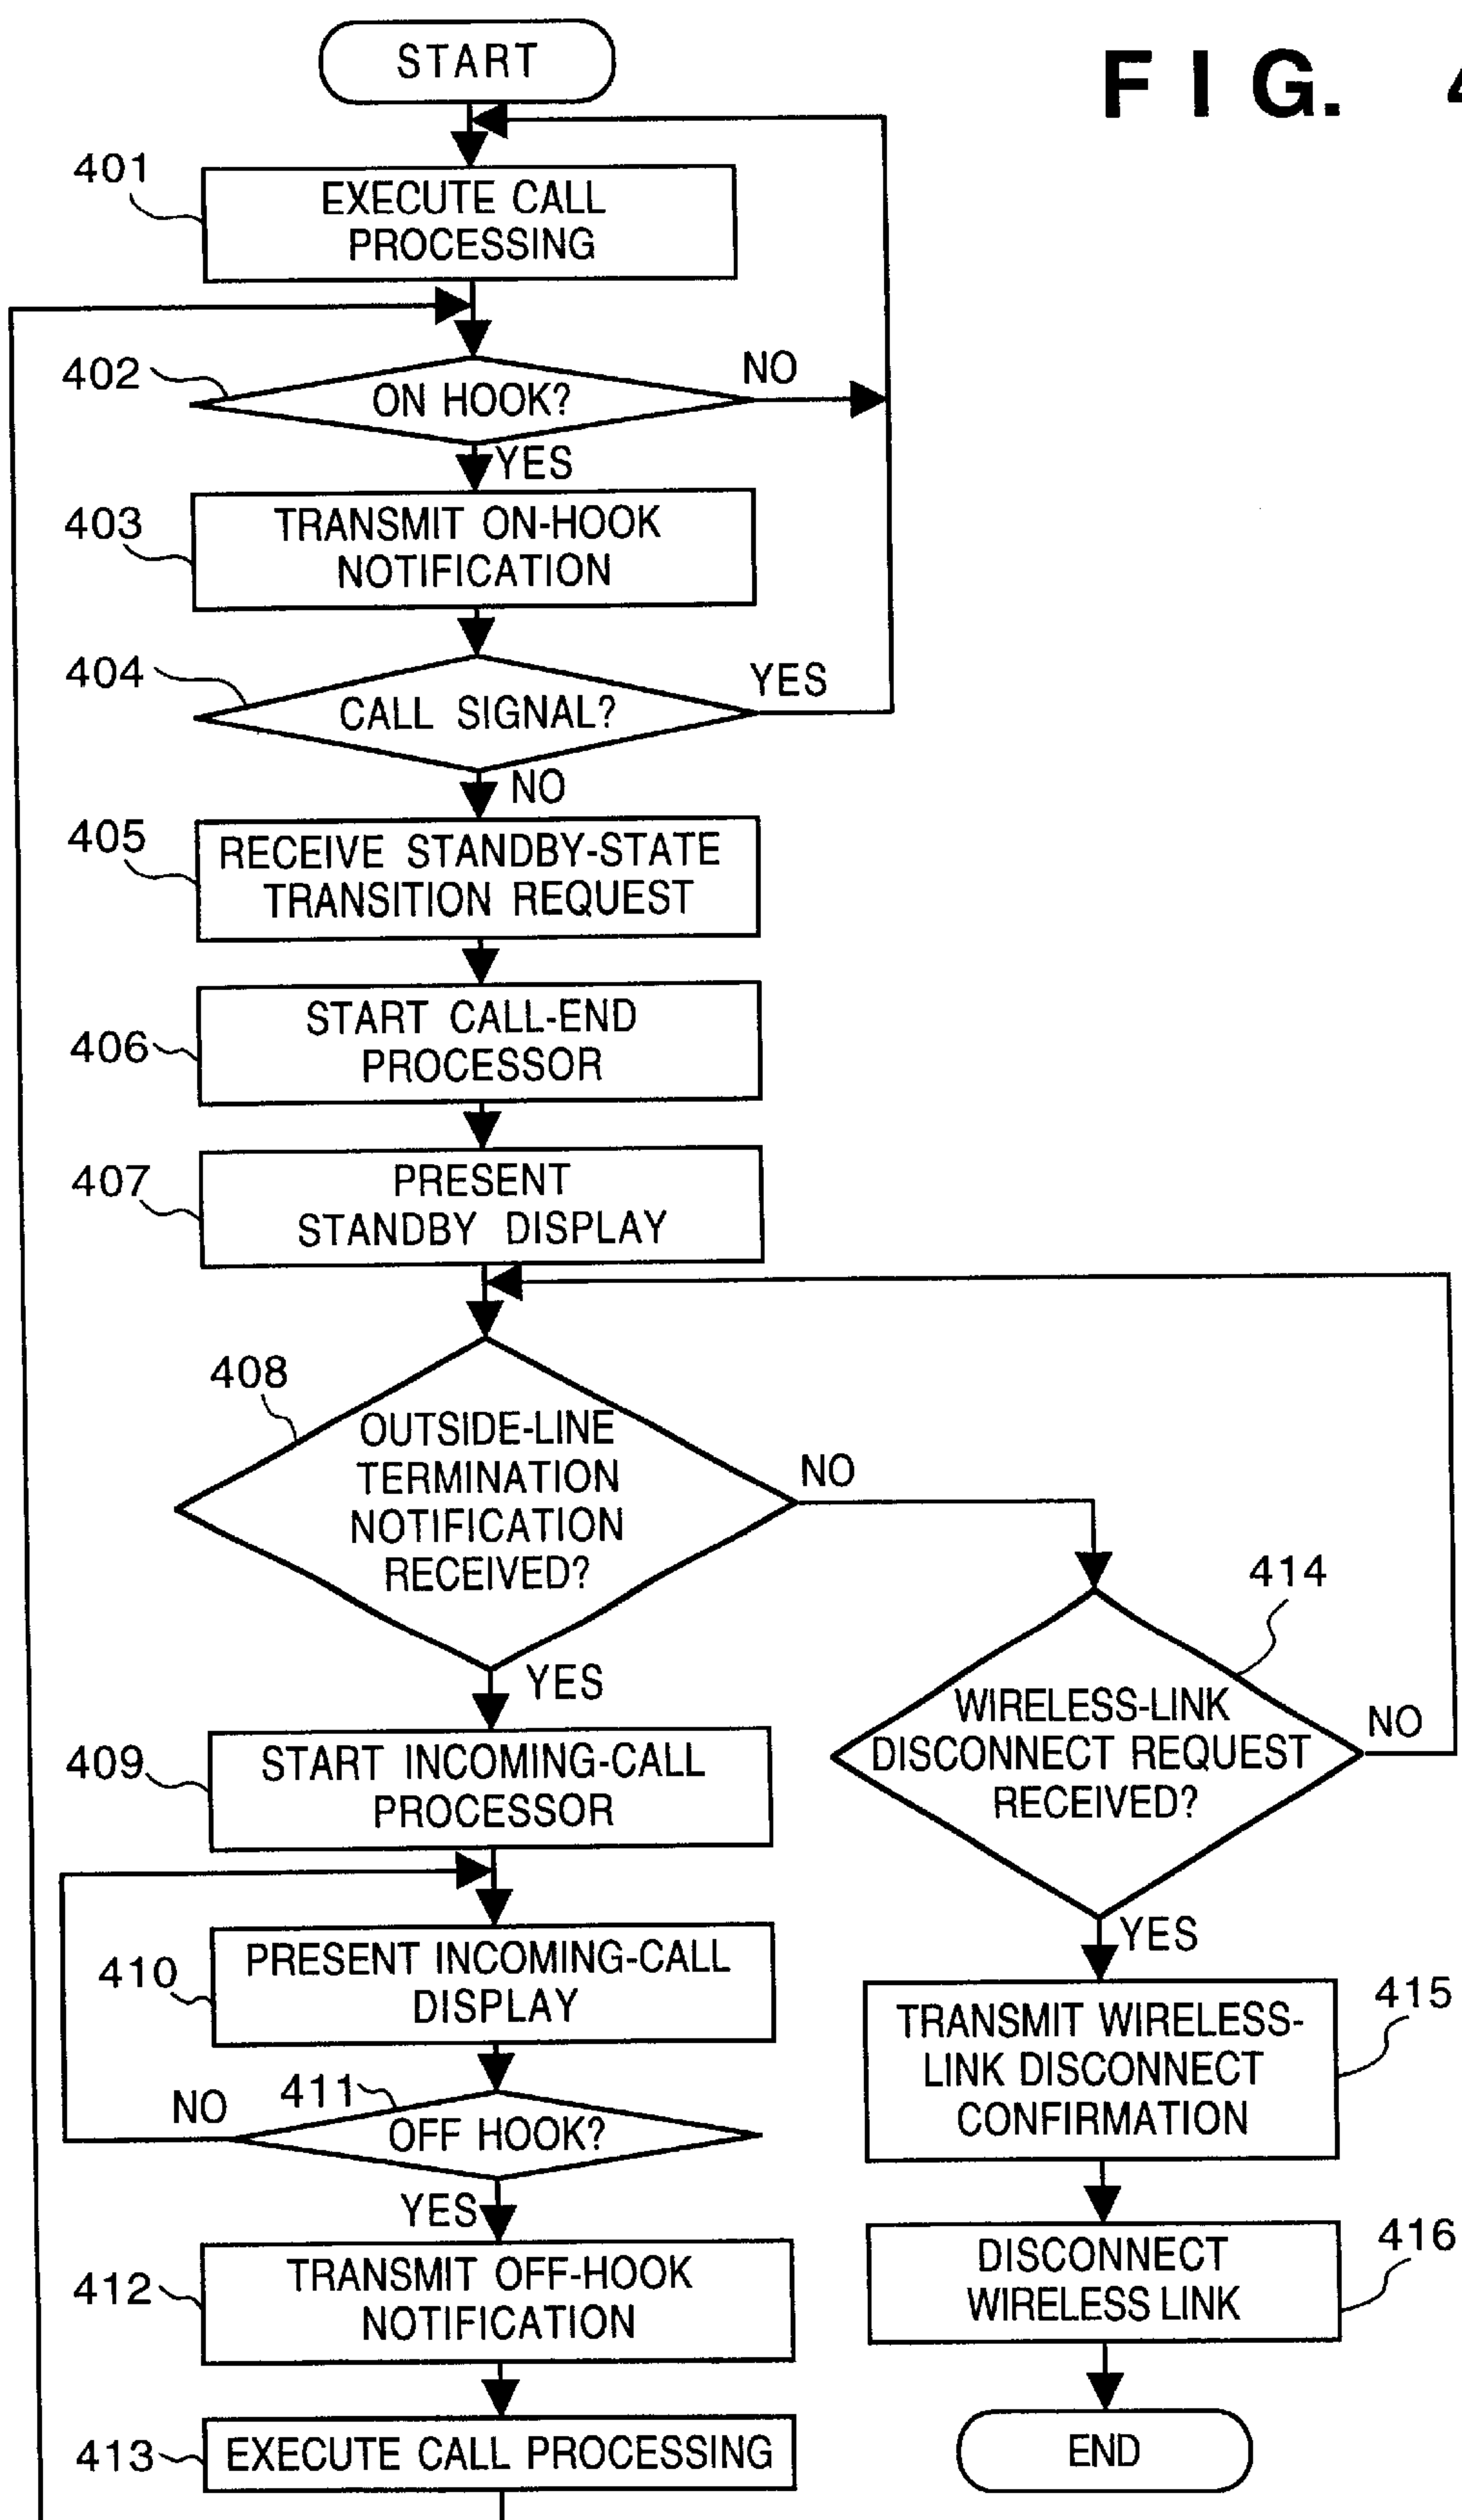 FIG. 4
START
401
EXECUTE CALL
PROCESSING
402
ON HOOK?
NO
YES
403
TRANSMIT ON-HOOK
NOTIFICATION
404
CALL SIGNAL?
YES
NO
405
RECEIVE STANDBY-STATE
TRANSITION REQUEST
406
START CALL-END
PROCESSOR
407
PRESENT
STANDBY DISPLAY
408
OUTSIDE-LINE
TERMINATION
NOTIFICATION
RECEIVED?
NO
YES
414
WIRELESS-LINK
DISCONNECT REQUEST
RECEIVED?
NO
YES
409
START INCOMING-CALL
PROCESSOR
410
PRESENT INCOMING-CALL
DISPLAY
411
OFF HOOK?
NO
YES
415
TRANSMIT WIRELESS-
LINK DISCONNECT
CONFIRMATION
412
TRANSMIT OFF-HOOK
NOTIFICATION
416
DISCONNECT
WIRELESS LINK
413
EXECUTE CALL PROCESSING
END